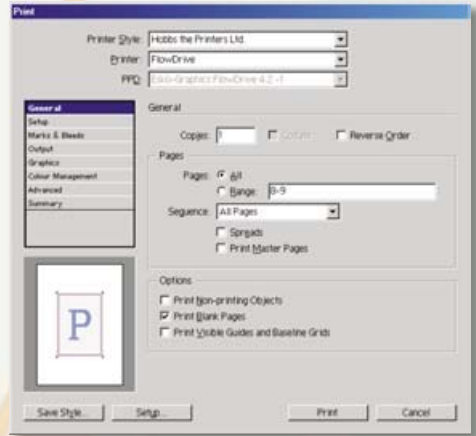 Print
Printer Style: Hobbs the Printers Ltd
Printer: FlowDrive
PPD: Esko-Graphics FlowDrive 4.2 -1
General
Setup
Marks & Bleeds
Output
Graphics
Colour Management
Advanced
Summary
General
Copies: 1 Collate Reverse Order
Pages
Pages: All
Range: 8-9
Sequence: All Pages
Spreads
Print Master Pages
Options
Print Non-printing Objects
Print Blank Pages
Print Visible Guides and Baseline Grids
P
Save Style... Setup... Print Cancel